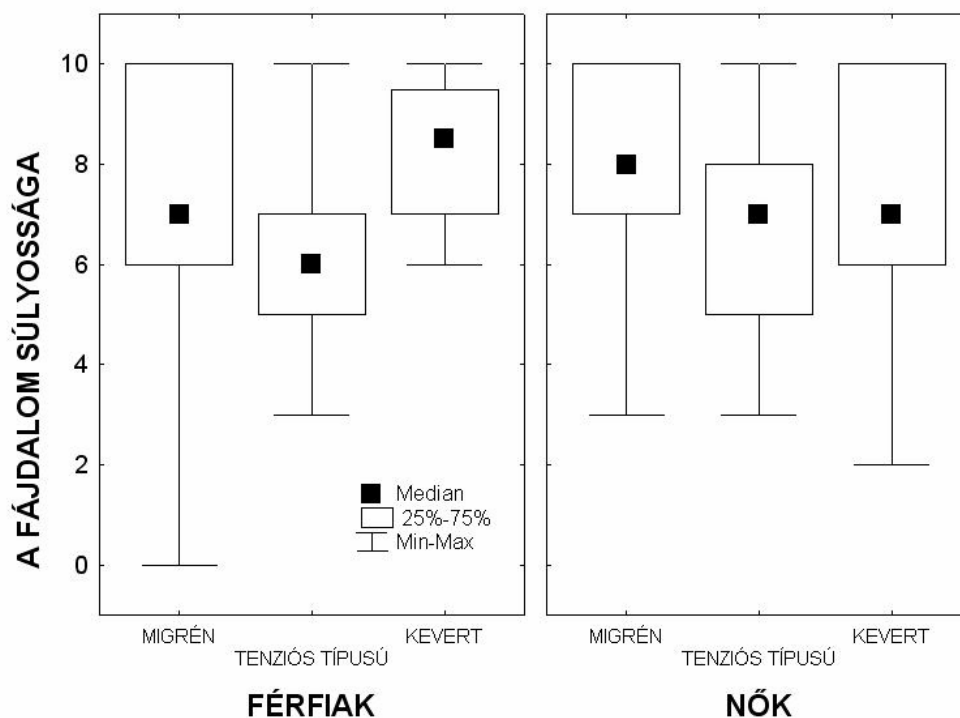 A FÁJDALOM SÚLYOSSÁGA
10
8
6
4
2
0
Median
25%-75%
Min-Max
MIGRÉN
KEVERT
TENZIÓS TÍPUSÚ
FÉRFIAK
MIGRÉN
KEVERT
TENZIÓS TÍPUSÚ
NŐK